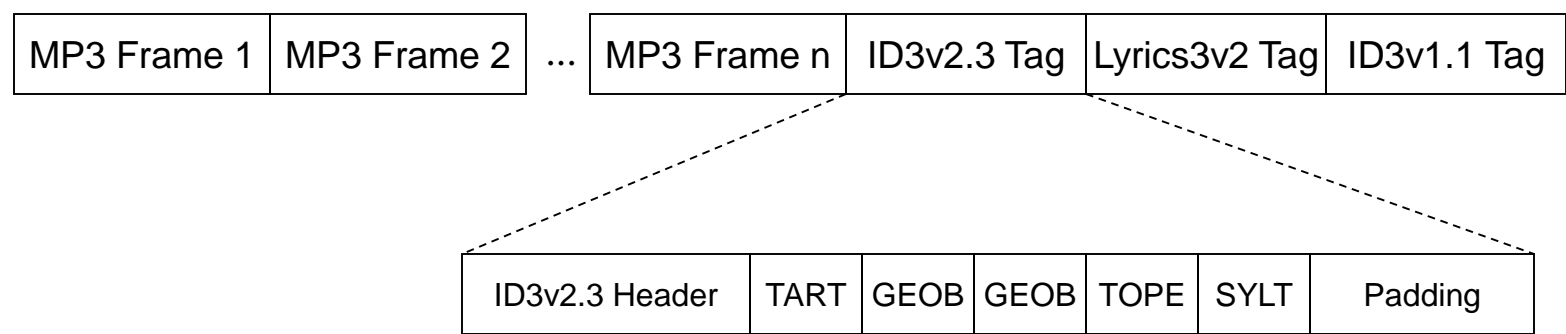 MP3 Frame 1 MP3 Frame 2 ... MP3 Frame n ID3v2.3 Tag Lyrics3v2 Tag ID3v1.1 Tag
ID3v2.3 Header TART GEOB GEOB TOPE SYLT Padding